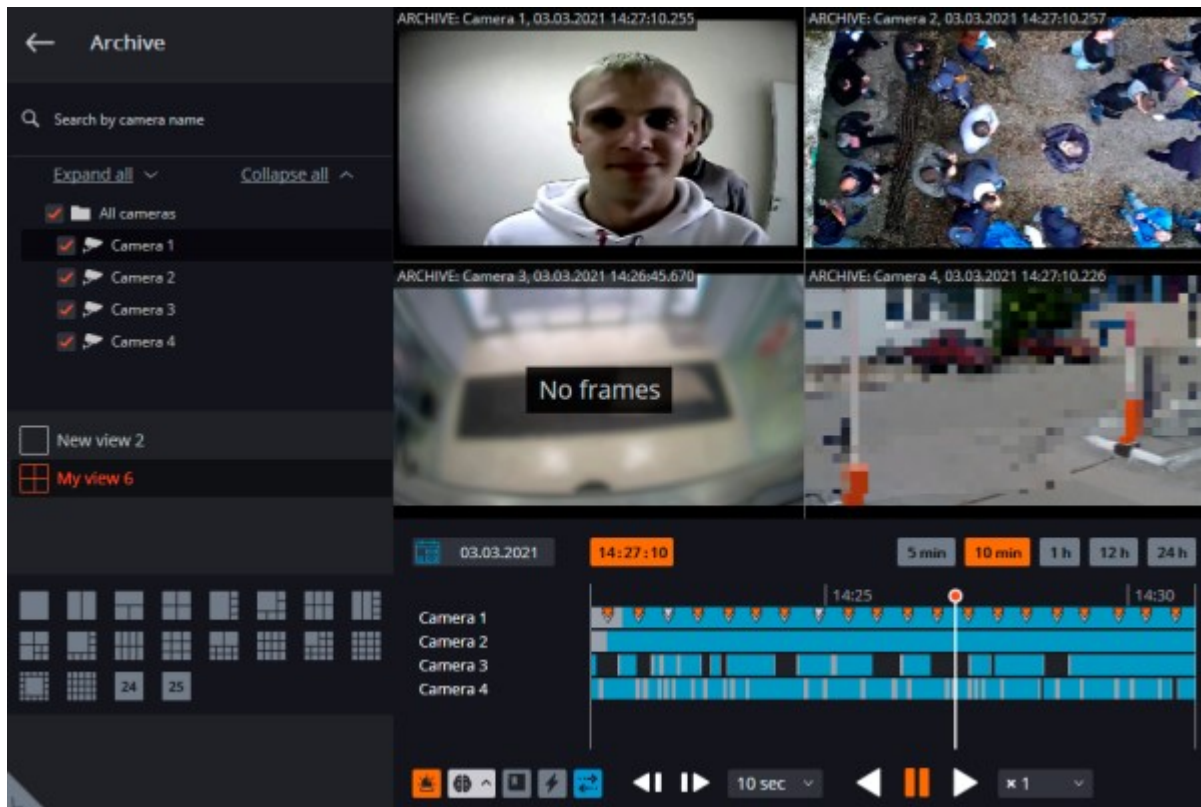 Archive
Search by camera name
Expand all
Collapse all
All cameras
Camera 1
Camera 2
Camera 3
Camera 4
New view 2
My view 6
24
25
ARCHIVE: Camera 1, 03.03.2021 14:27:10.255
ARCHIVE: Camera 2, 03.03.2021 14:27:10.257
ARCHIVE: Camera 3, 03.03.2021 14:26:45.670
ARCHIVE: Camera 4, 03.03.2021 14:27:10.226
No frames
03.03.2021
14:27:10
5 min
10 min
1 h
12 h
24 h
14:25
14:30
Camera 1
Camera 2
Camera 3
Camera 4
10 sec
× 1